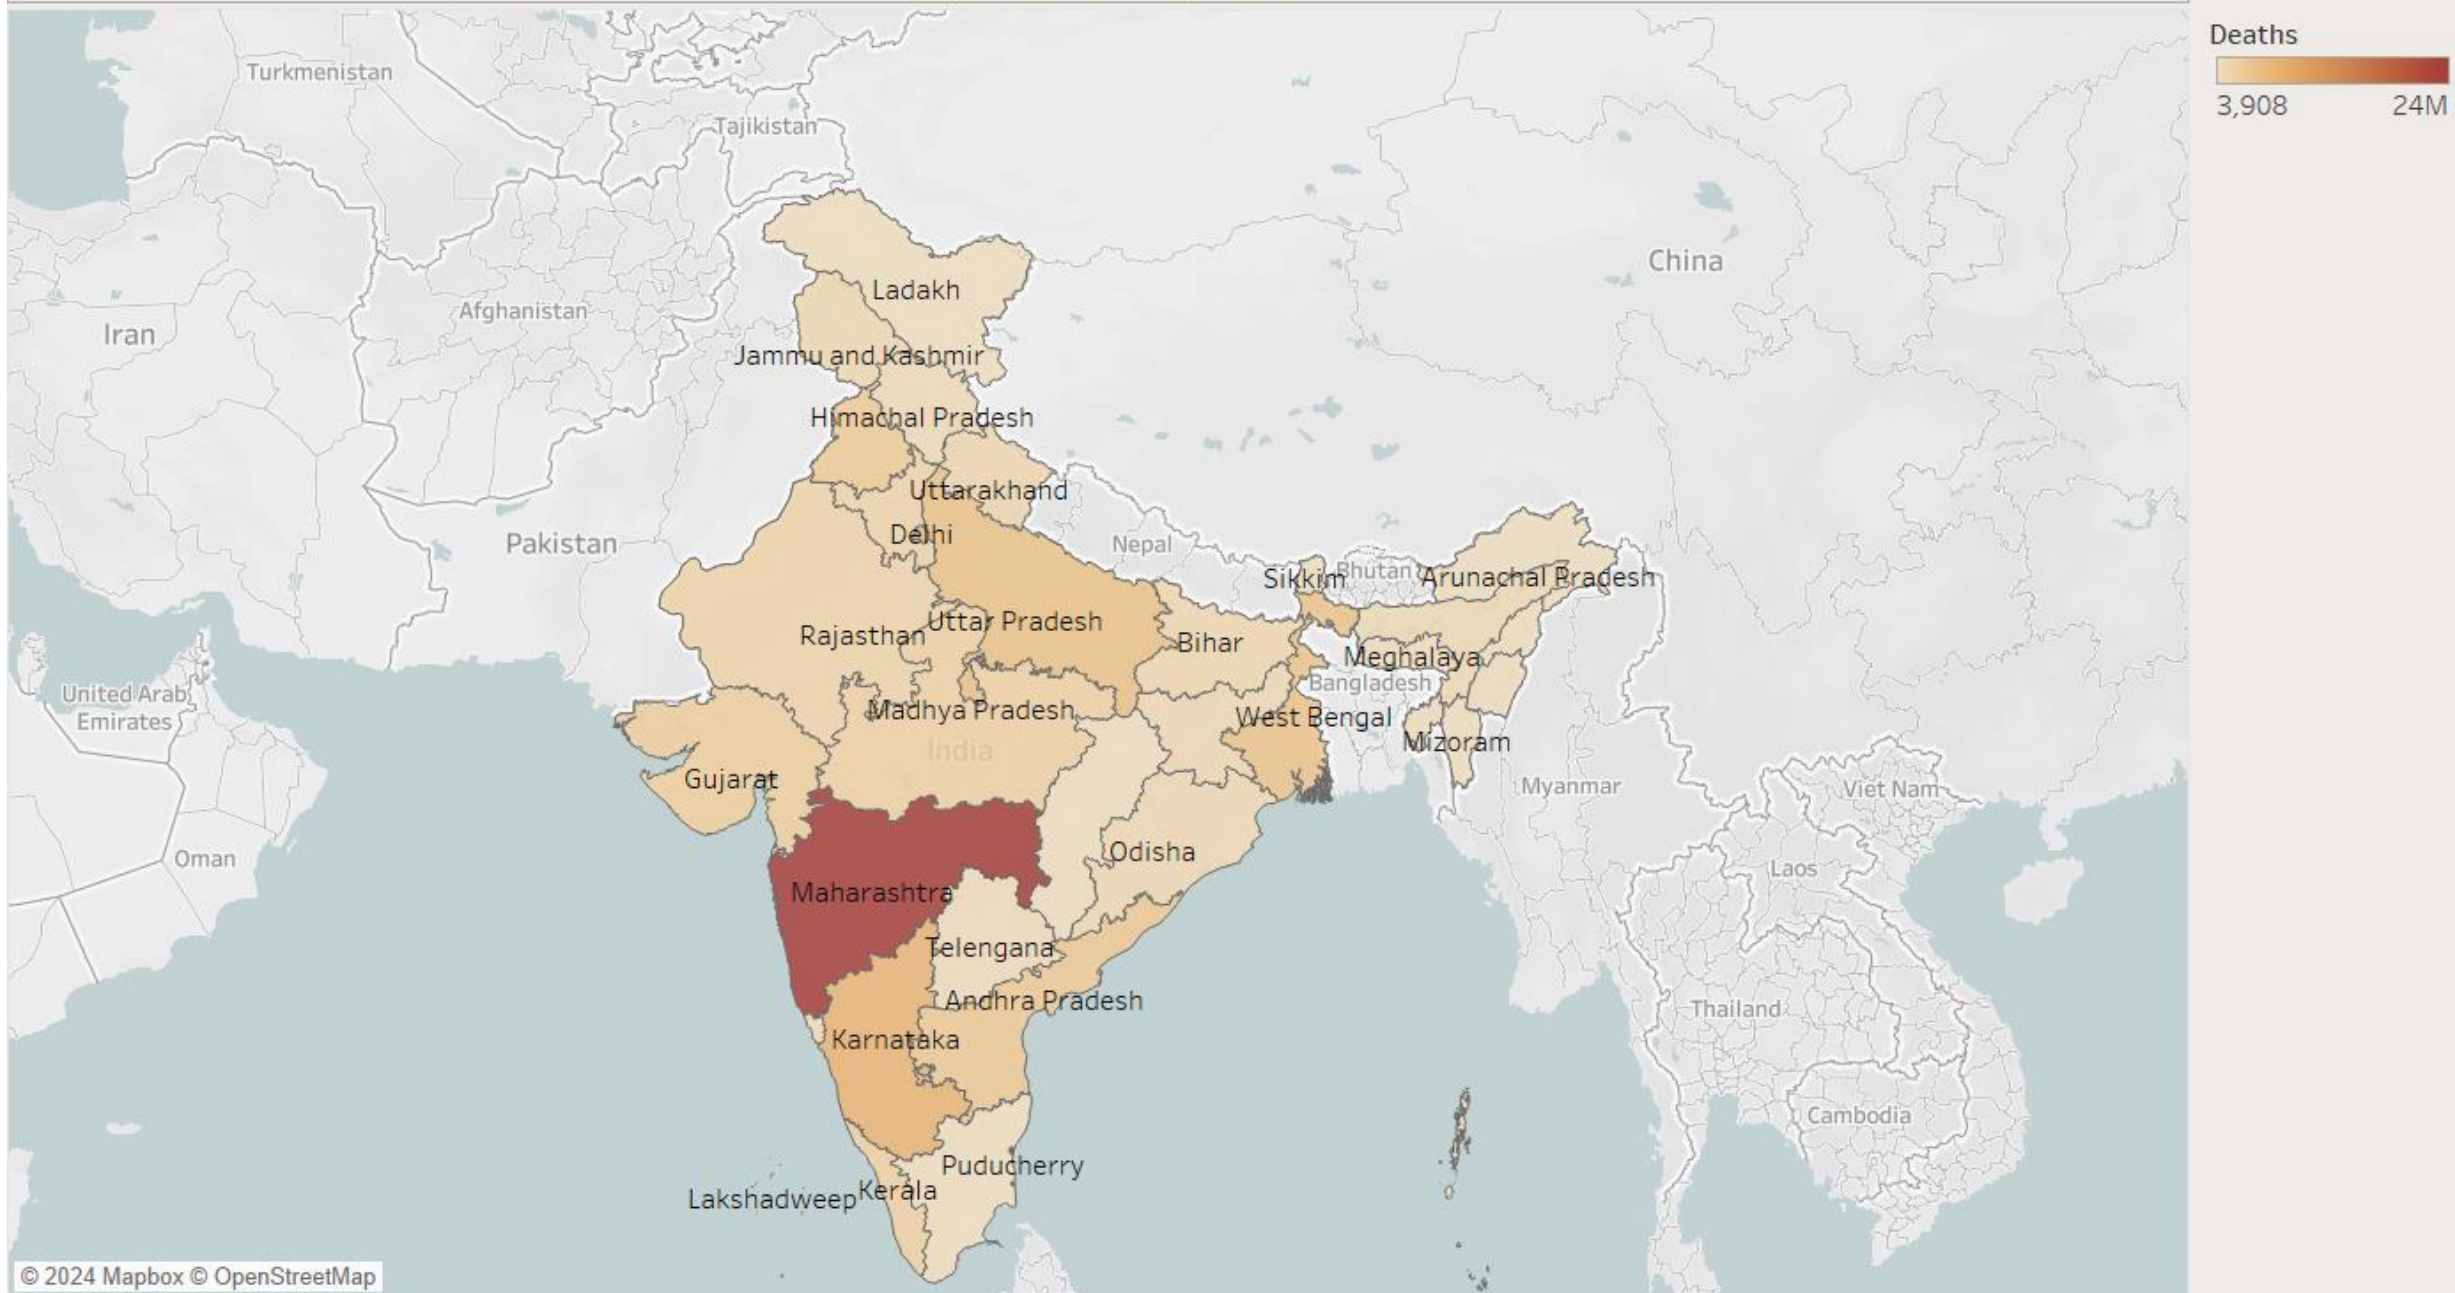 Deaths
3,908
24M
Turkmenistan
Tajikistan
China
Ladakh
Afghanistan
Iran
Jammu and Kashmir
Himachal Pradesh
Uttarakhand
Delhi
Pakistan
Nepal
Sikkim
Bhutan
Arunachal Pradesh
Uttar Pradesh
Rajasthan
Bihar
Meghalaya
Bangladesh
United Arab
Emirates
Madhya Pradesh
West Bengal
Mizoram
India
Gujarat
Myanmar
Viet Nam
Oman
Odisha
Laos
Maharashtra
Telengana
Andhra Pradesh
Thailand
Karnataka
Cambodia
Puducherry
Kerala
Lakshadweep
© 2024 Mapbox © OpenStreetMap